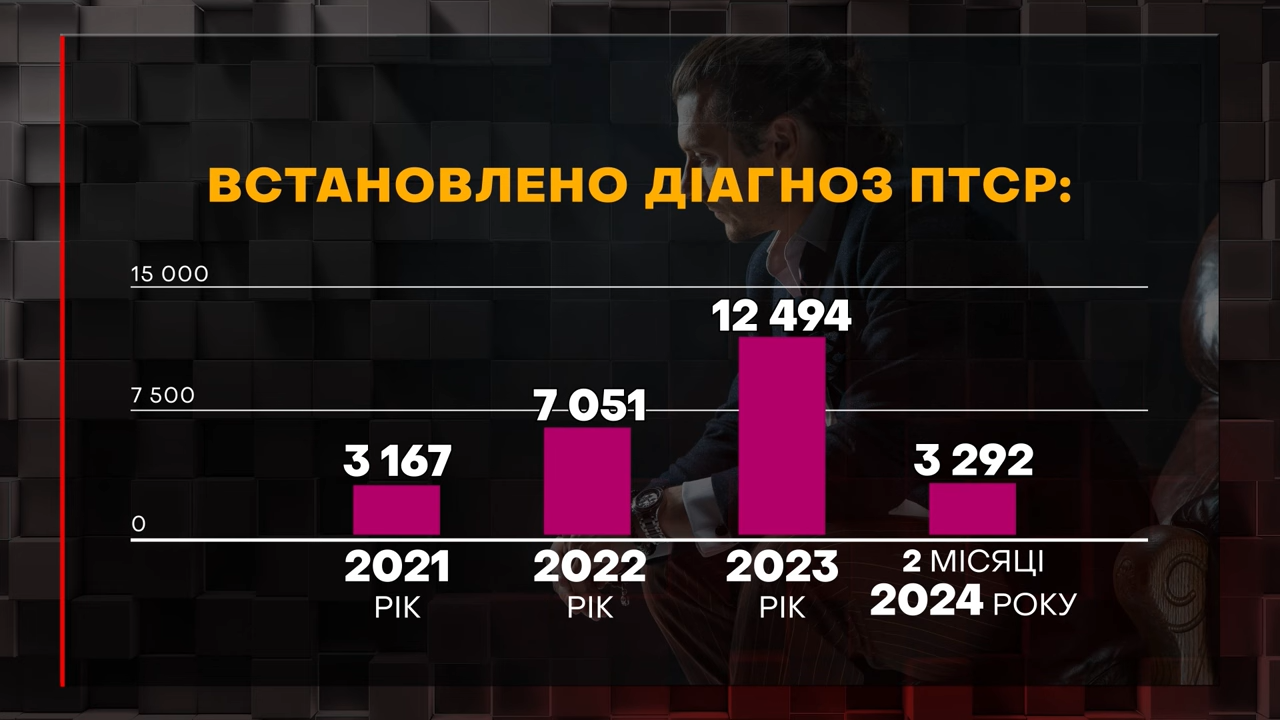 ВСТАНОВЛЕНО ДІАГНОЗ ПТСР:
15 000
12 494
7 500
7 051
3 167
3 292
0
2021 2022 2023 2 МІСЯЦІ
РІК РІК РІК 2024 РОКУ